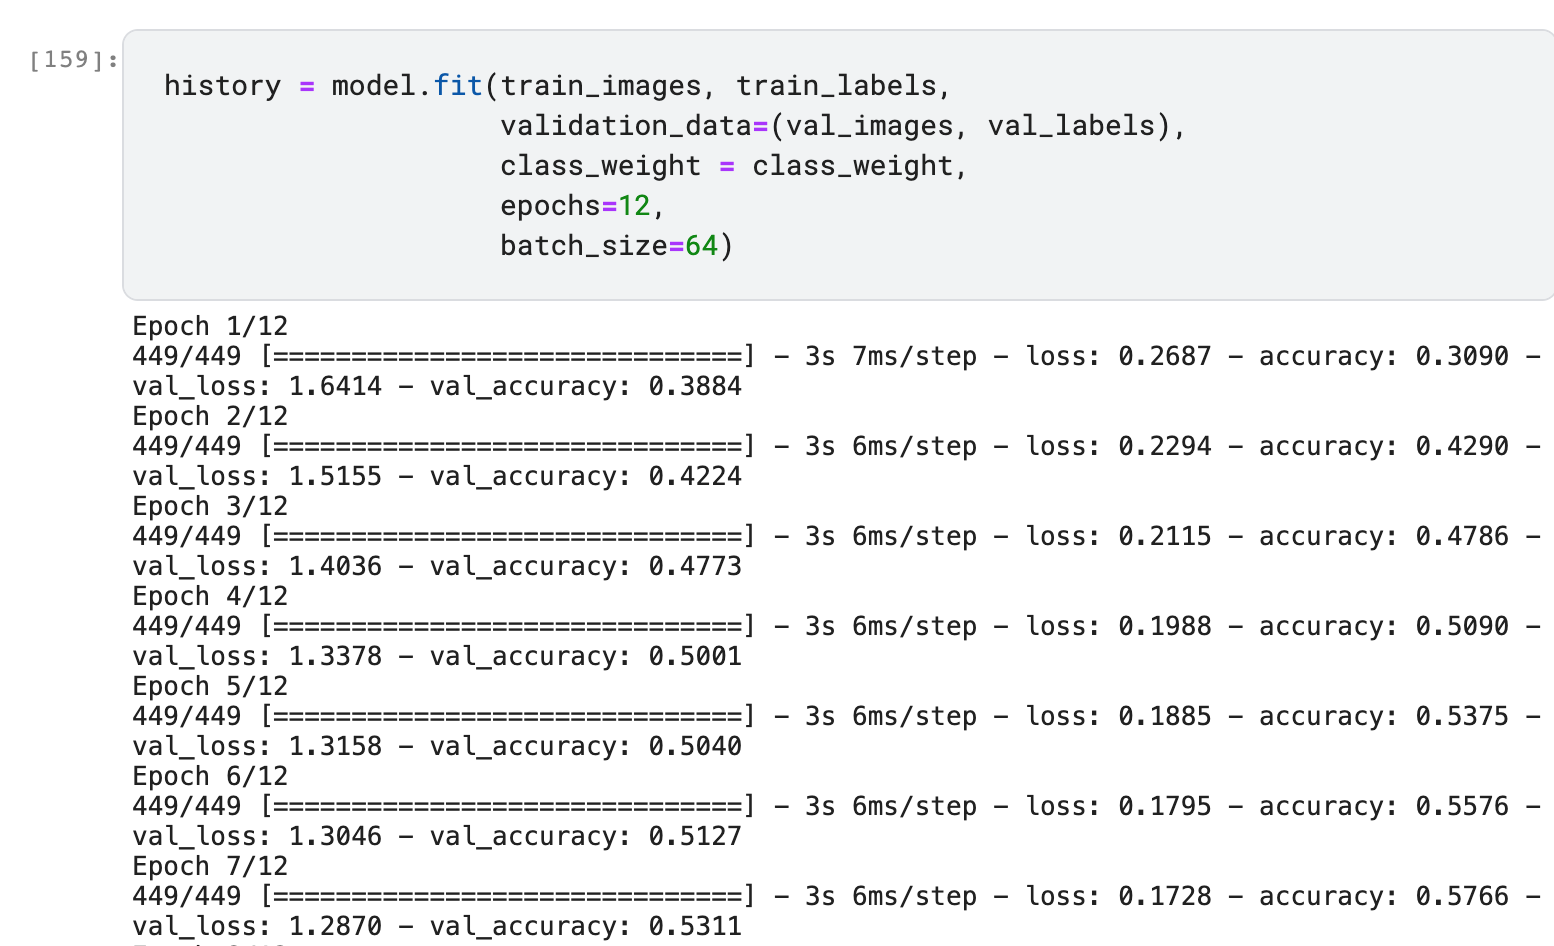 [159]:
history = model.fit(train_images, train_labels,
validation_data=(val_images, val_labels),
class_weight = class_weight,
epochs=12,
batch_size=64)
Epoch 1/12
449/449 [==============================] - 3s 7ms/step - loss: 0.2687 - accuracy: 0.3090 -
val_loss: 1.6414 - val_accuracy: 0.3884
Epoch 2/12
449/449 [==============================] - 3s 6ms/step - loss: 0.2294 - accuracy: 0.4290 -
val_loss: 1.5155 - val_accuracy: 0.4224
Epoch 3/12
449/449 [==============================] - 3s 6ms/step - loss: 0.2115 - accuracy: 0.4786 -
val_loss: 1.4036 - val_accuracy: 0.4773
Epoch 4/12
449/449 [==============================] - 3s 6ms/step - loss: 0.1988 - accuracy: 0.5090 -
val_loss: 1.3378 - val_accuracy: 0.5001
Epoch 5/12
449/449 [==============================] - 3s 6ms/step - loss: 0.1885 - accuracy: 0.5375 -
val_loss: 1.3158 - val_accuracy: 0.5040
Epoch 6/12
449/449 [==============================] - 3s 6ms/step - loss: 0.1795 - accuracy: 0.5576 -
val_loss: 1.3046 - val_accuracy: 0.5127
Epoch 7/12
449/449 [==============================] - 3s 6ms/step - loss: 0.1728 - accuracy: 0.5766 -
val_loss: 1.2870 - val_accuracy: 0.5311